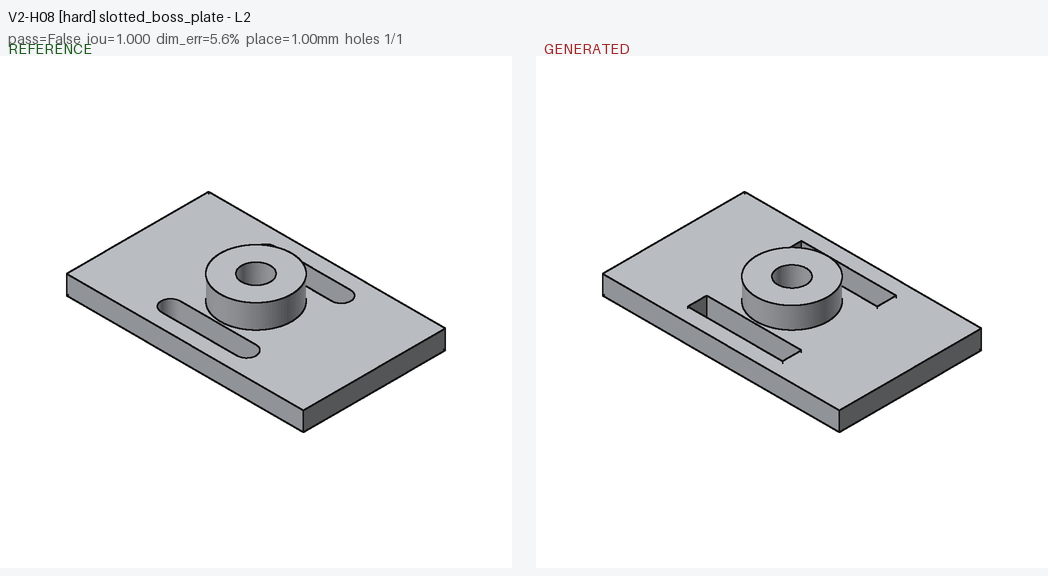 V2-H08 [hard] slotted_boss_plate - L2
pass=False iou=1.000 dim_err=5.6% place=1.00mm holes 1/1
REFERENCE
GENERATED